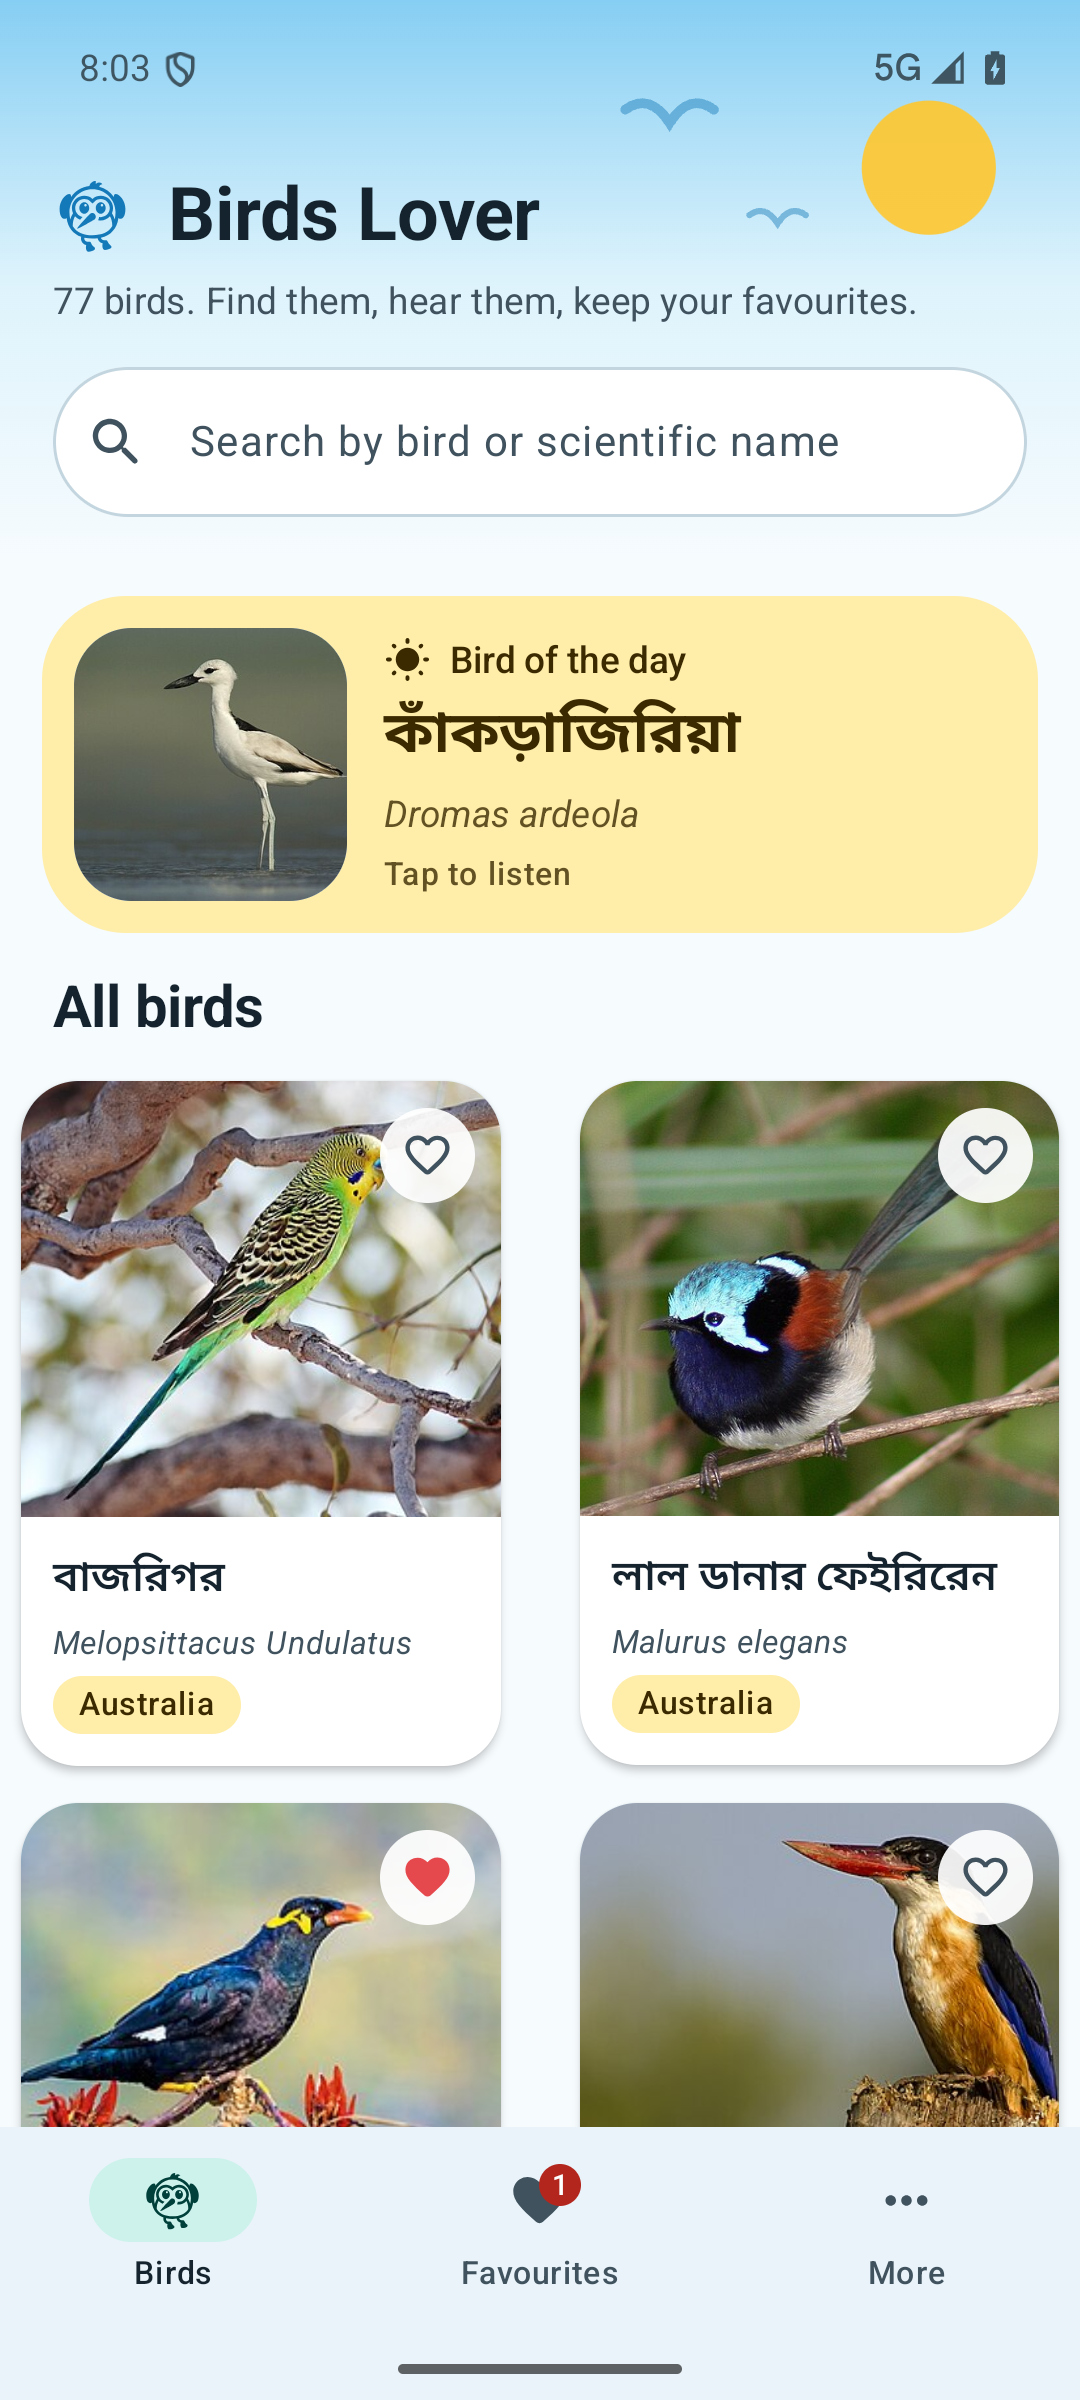 8:03
5G
Birds Lover
77 birds. Find them, hear them, keep your favourites.
Search by bird or scientific name
Bird of the day
কাঁকড়াজিরিয়া
Dromas ardeola
Tap to listen
All birds
বাজরিগর
Melopsittacus Undulatus
Australia
লাল ডানার ফেইরিরেন
Malurus elegans
Australia
1
Birds
Favourites
More